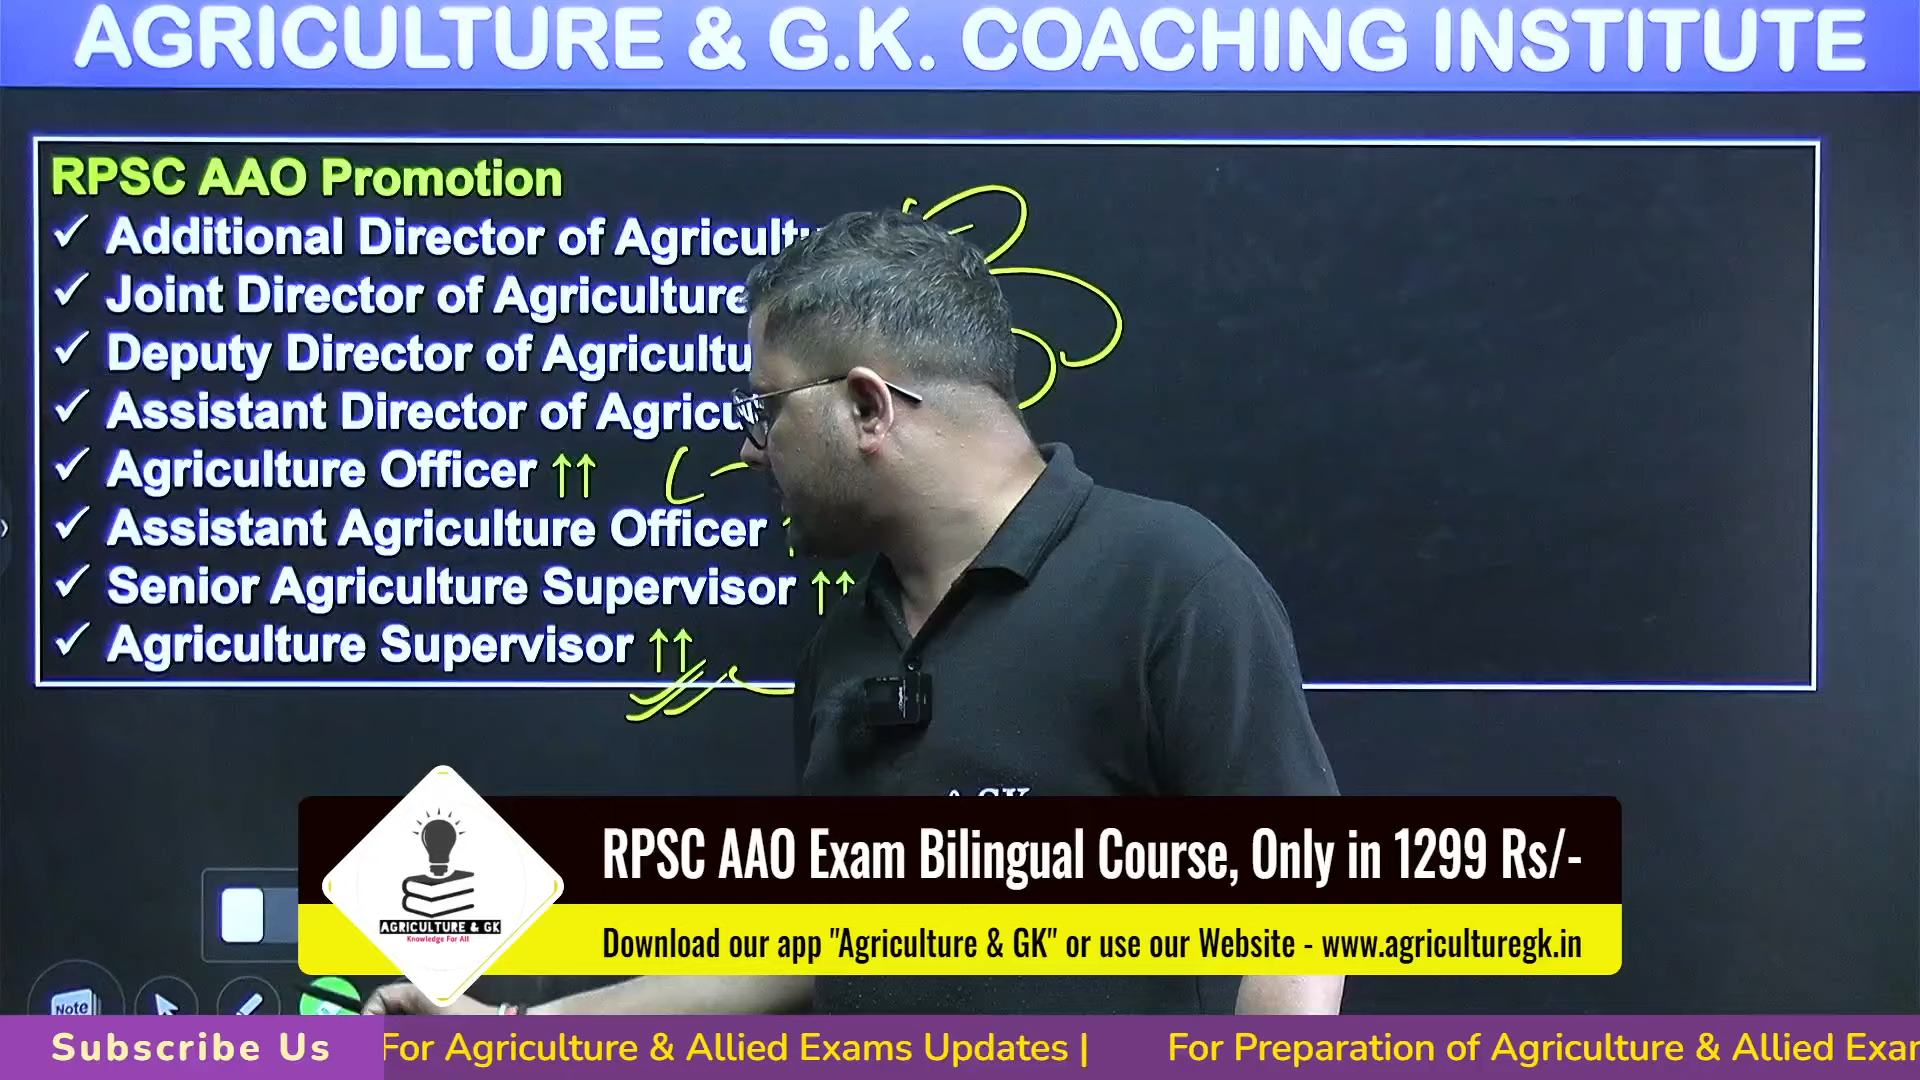 AGRICULTURE & G.K. COACHING INSTITUTE
RPSC AAO Promotion
✓ Additional Director of Agricultu
✓ Joint Director of Agriculture
✓ Deputy Director of Agricultu
✓ Assistant Director of Agricu
✓ Agriculture Officer ↑↑
✓ Assistant Agriculture Officer
✓ Senior Agriculture Supervisor ↑↑
✓ Agriculture Supervisor ↑↑
RPSC AAO Exam Bilingual Course, Only in 1299 Rs/-
AGRICULTURE & GK
Knowledge For All
Download our app "Agriculture & GK" or use our Website - www.agriculturegk.in
Note
Subscribe Us
For Agriculture & Allied Exams Updates |
For Preparation of Agriculture & Allied Exar